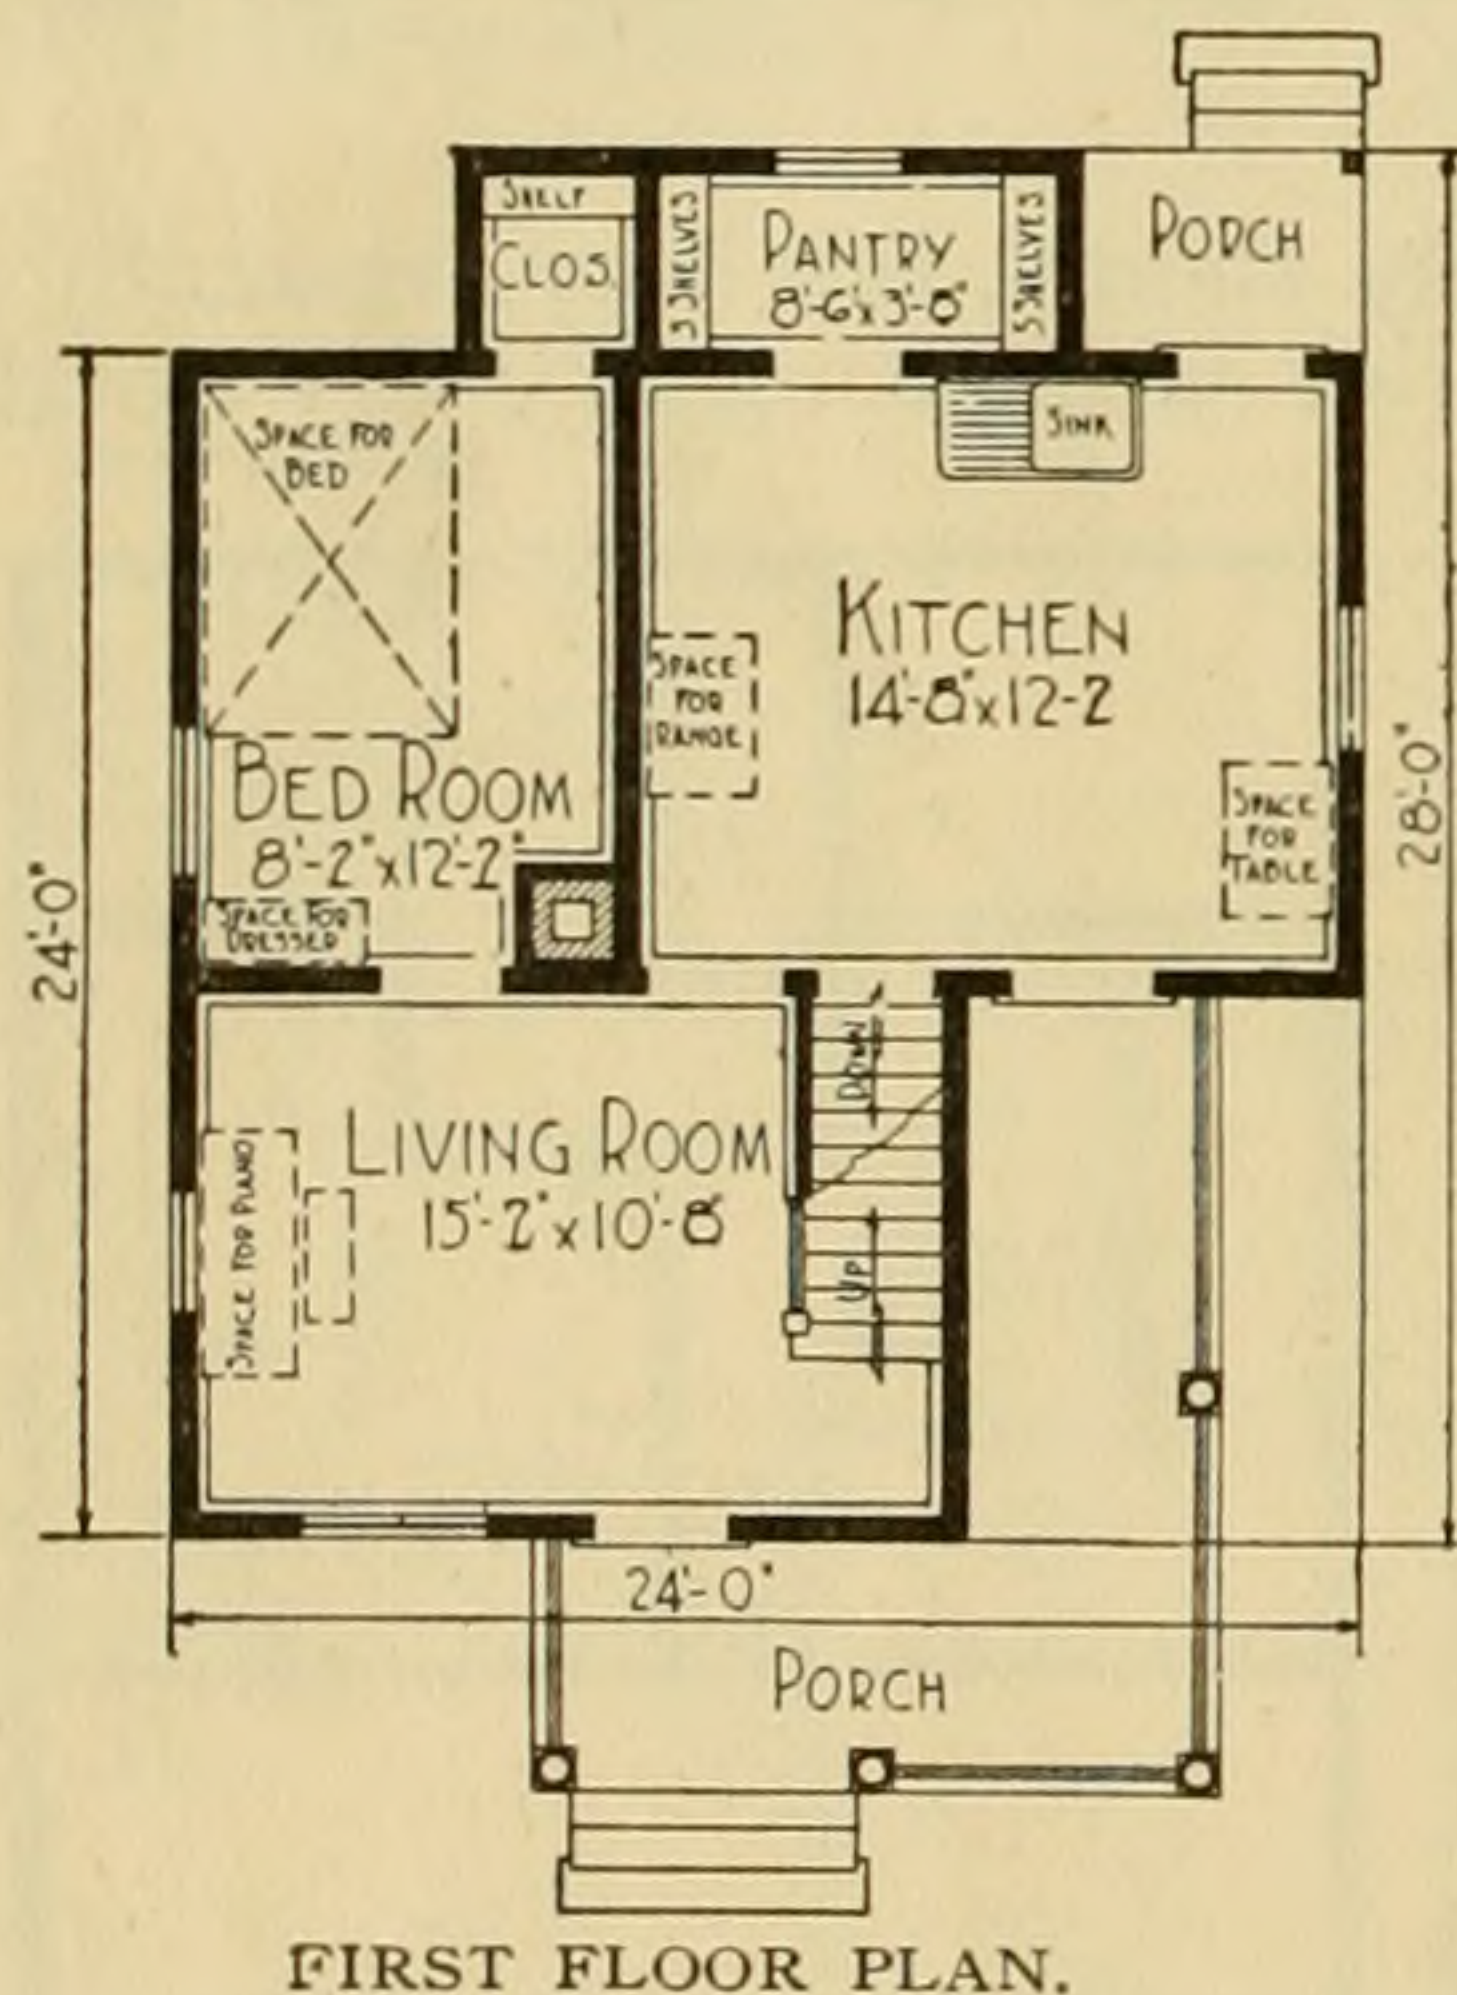 SHELF
CLOS.
5 SHELVES
PANTRY
8'-6"x3'-8"
5 SHELVES
PORCH
SPACE FOR
BED
SINK
KITCHEN
14'-8"x12-2
SPACE
FOR
RANGE
SPACE
FOR
TABLE
BED ROOM
8'-2"x12'-2"
SPACE FOR
DRESSER
24'-0"
28'-0"
DOWN
LIVING ROOM
15'-2"x10'-8
SPACE FOR PIANO
UP
24'-0"
PORCH
FIRST FLOOR PLAN.